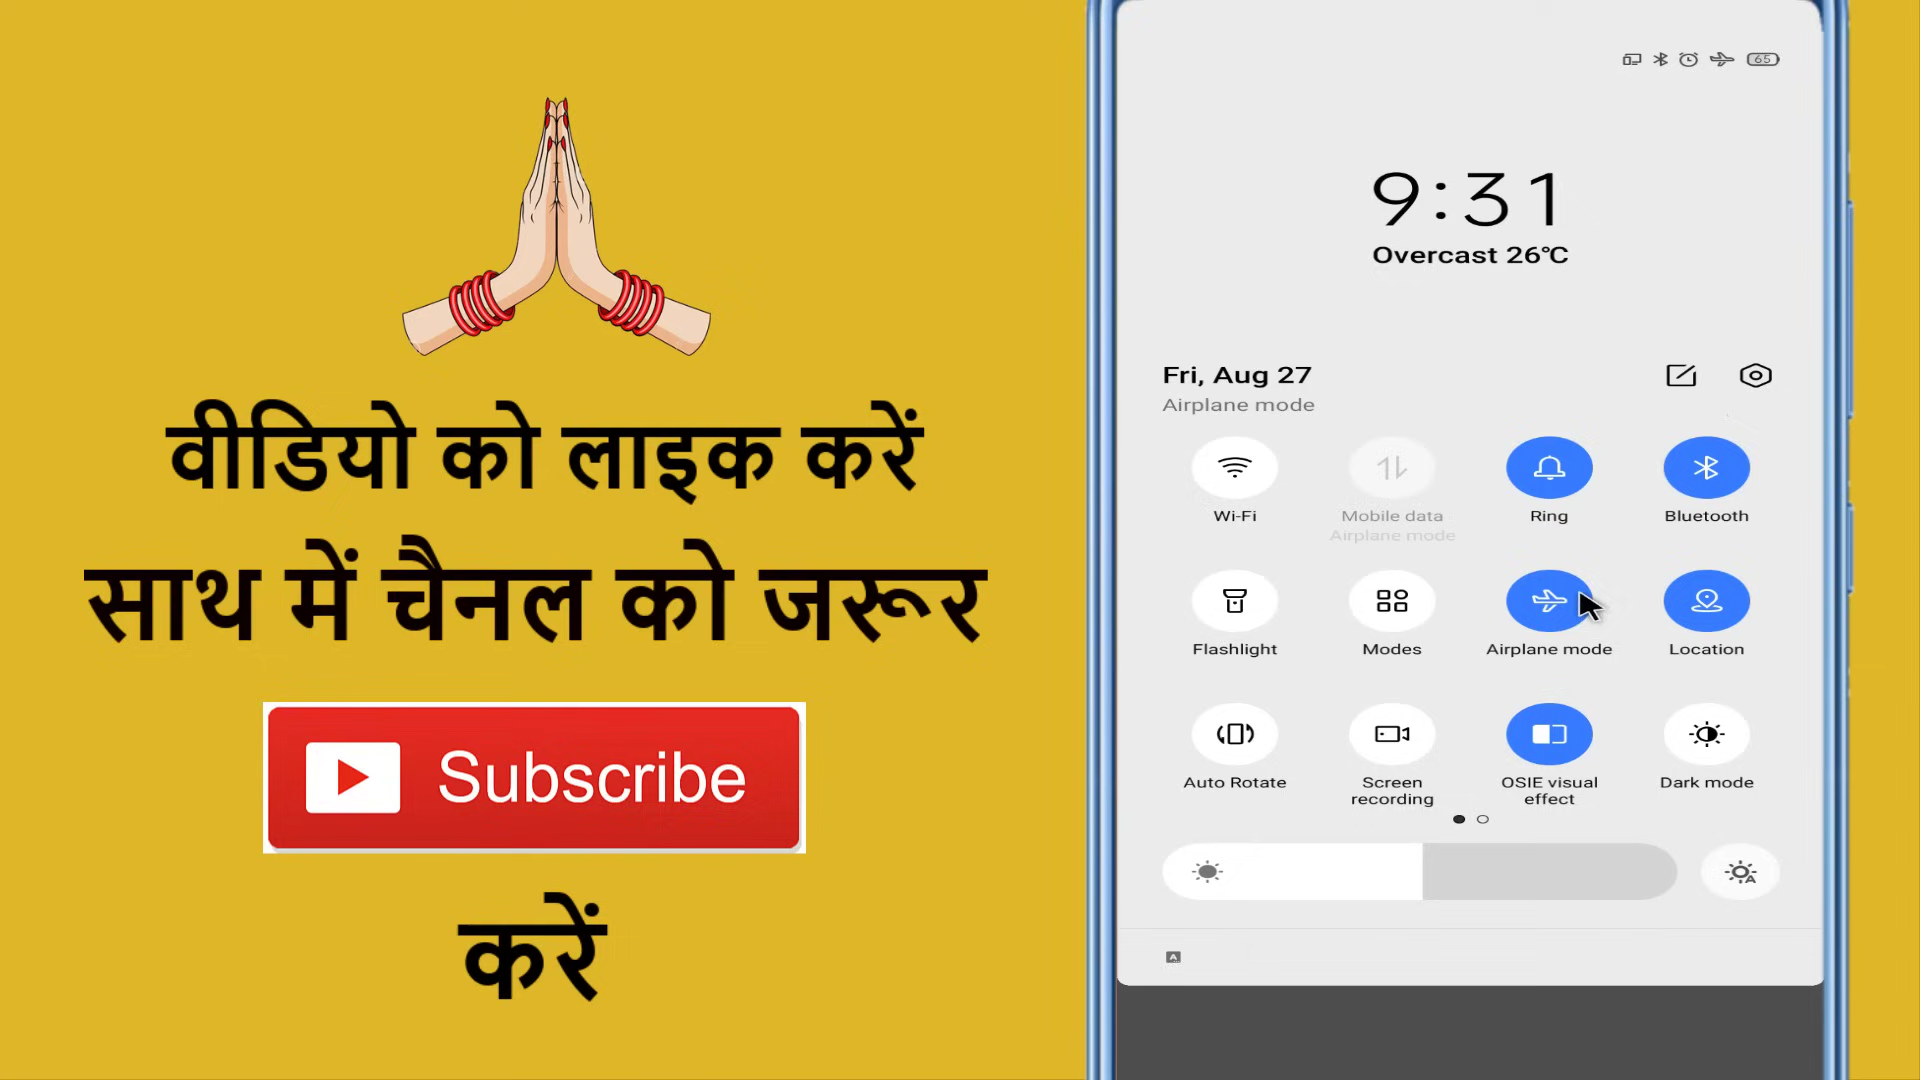 वीडियो को लाइक करें
साथ में चैनल को जरूर
Subscribe
करें
65
9:31
Overcast 26℃
Fri, Aug 27
Airplane mode
Wi-Fi
Mobile data
Airplane mode
Ring
Bluetooth
Flashlight
Modes
Airplane mode
Location
Auto Rotate
Screen
recording
OSIE visual
effect
Dark mode
A
A